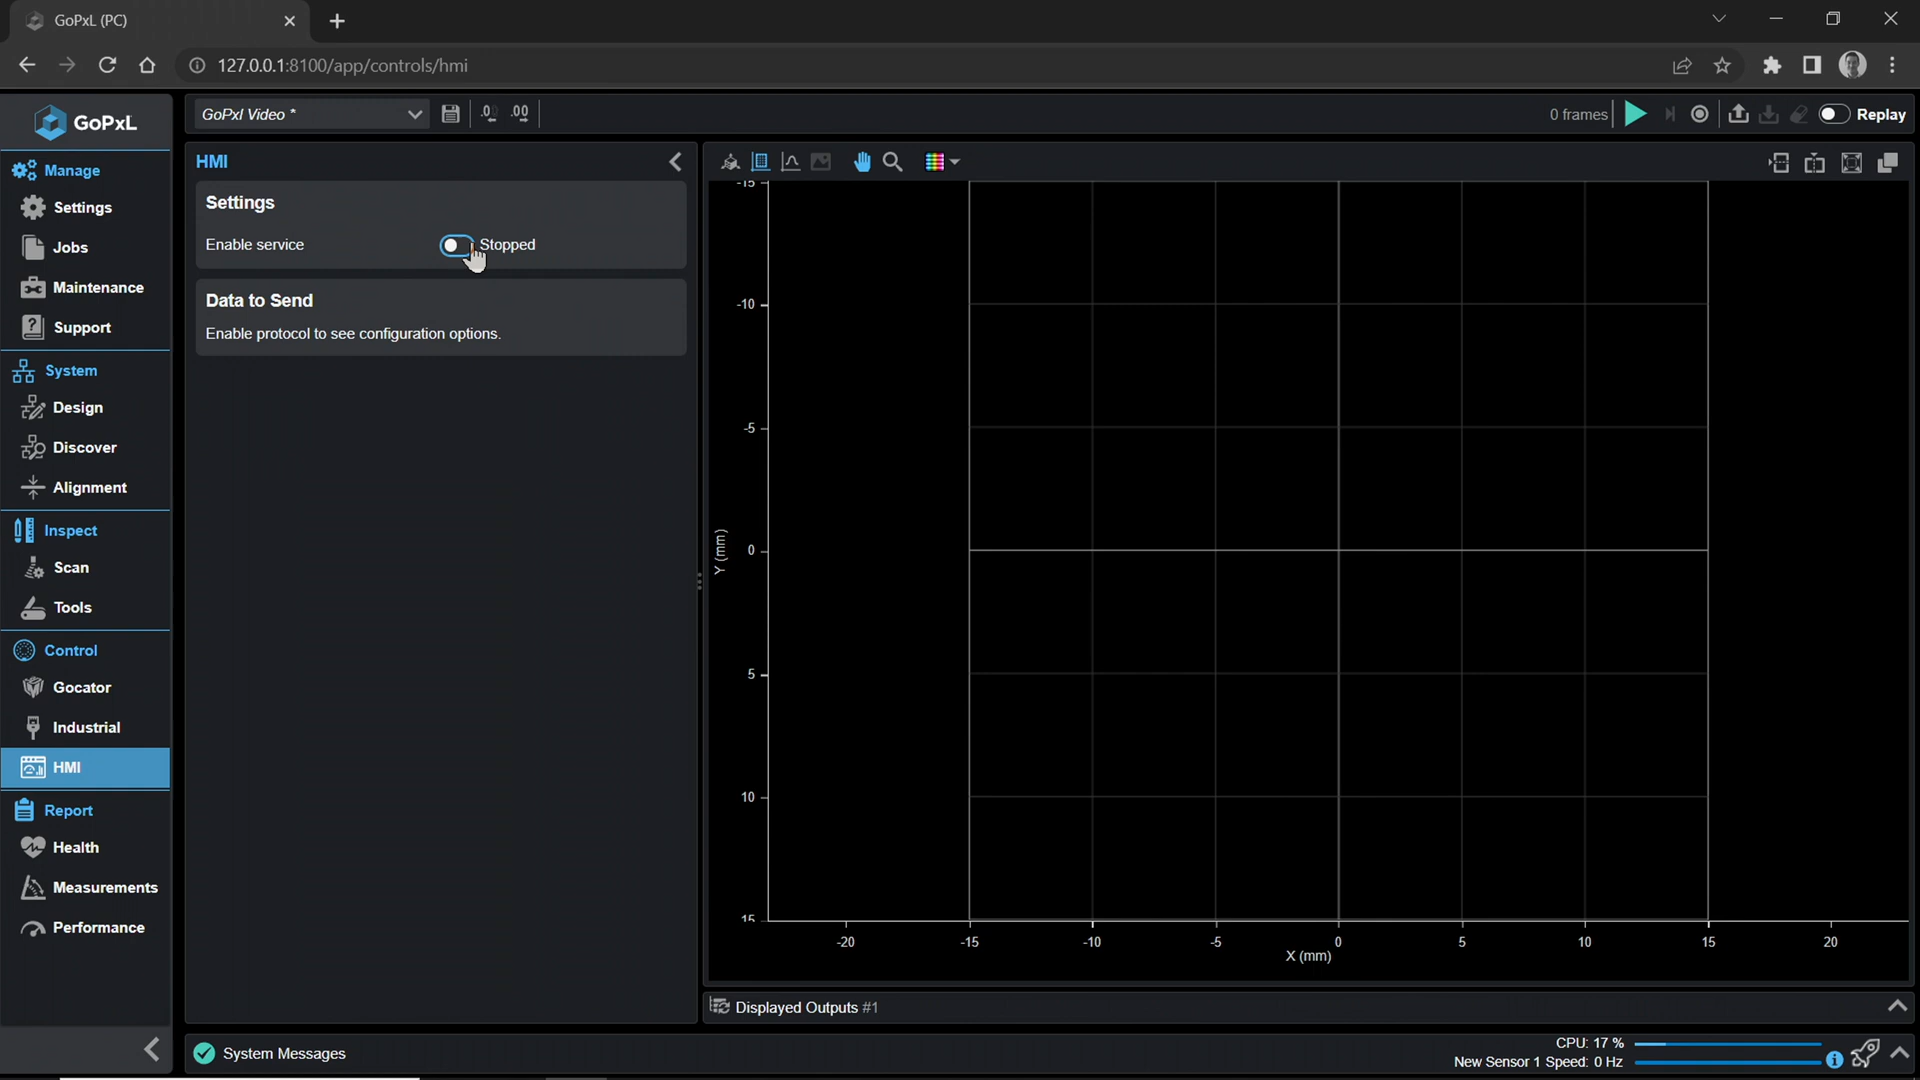 GoPxL (PC)
127.0.0.1:8100/app/controls/hmi
GoPxL
GoPxl Video *
.0
.00
0 frames
Replay
Manage
Settings
Jobs
Maintenance
Support
System
Design
Discover
Alignment
Inspect
Scan
Tools
Control
Gocator
Industrial
HMI
Report
Health
Measurements
Performance
HMI
Settings
Enable service
Stopped
Data to Send
Enable protocol to see configuration options.
-15
-10
-5
0
5
10
15
Y (mm)
-20
-15
-10
-5
0
5
10
15
20
X (mm)
Displayed Outputs #1
System Messages
CPU: 17 %
New Sensor 1 Speed: 0 Hz